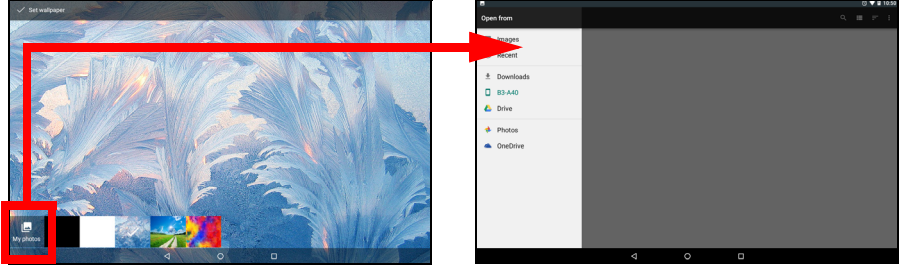 Set wallpaper
My photos
10:50
Open from
Images
Recent
Downloads
B3-A40
Drive
Photos
OneDrive